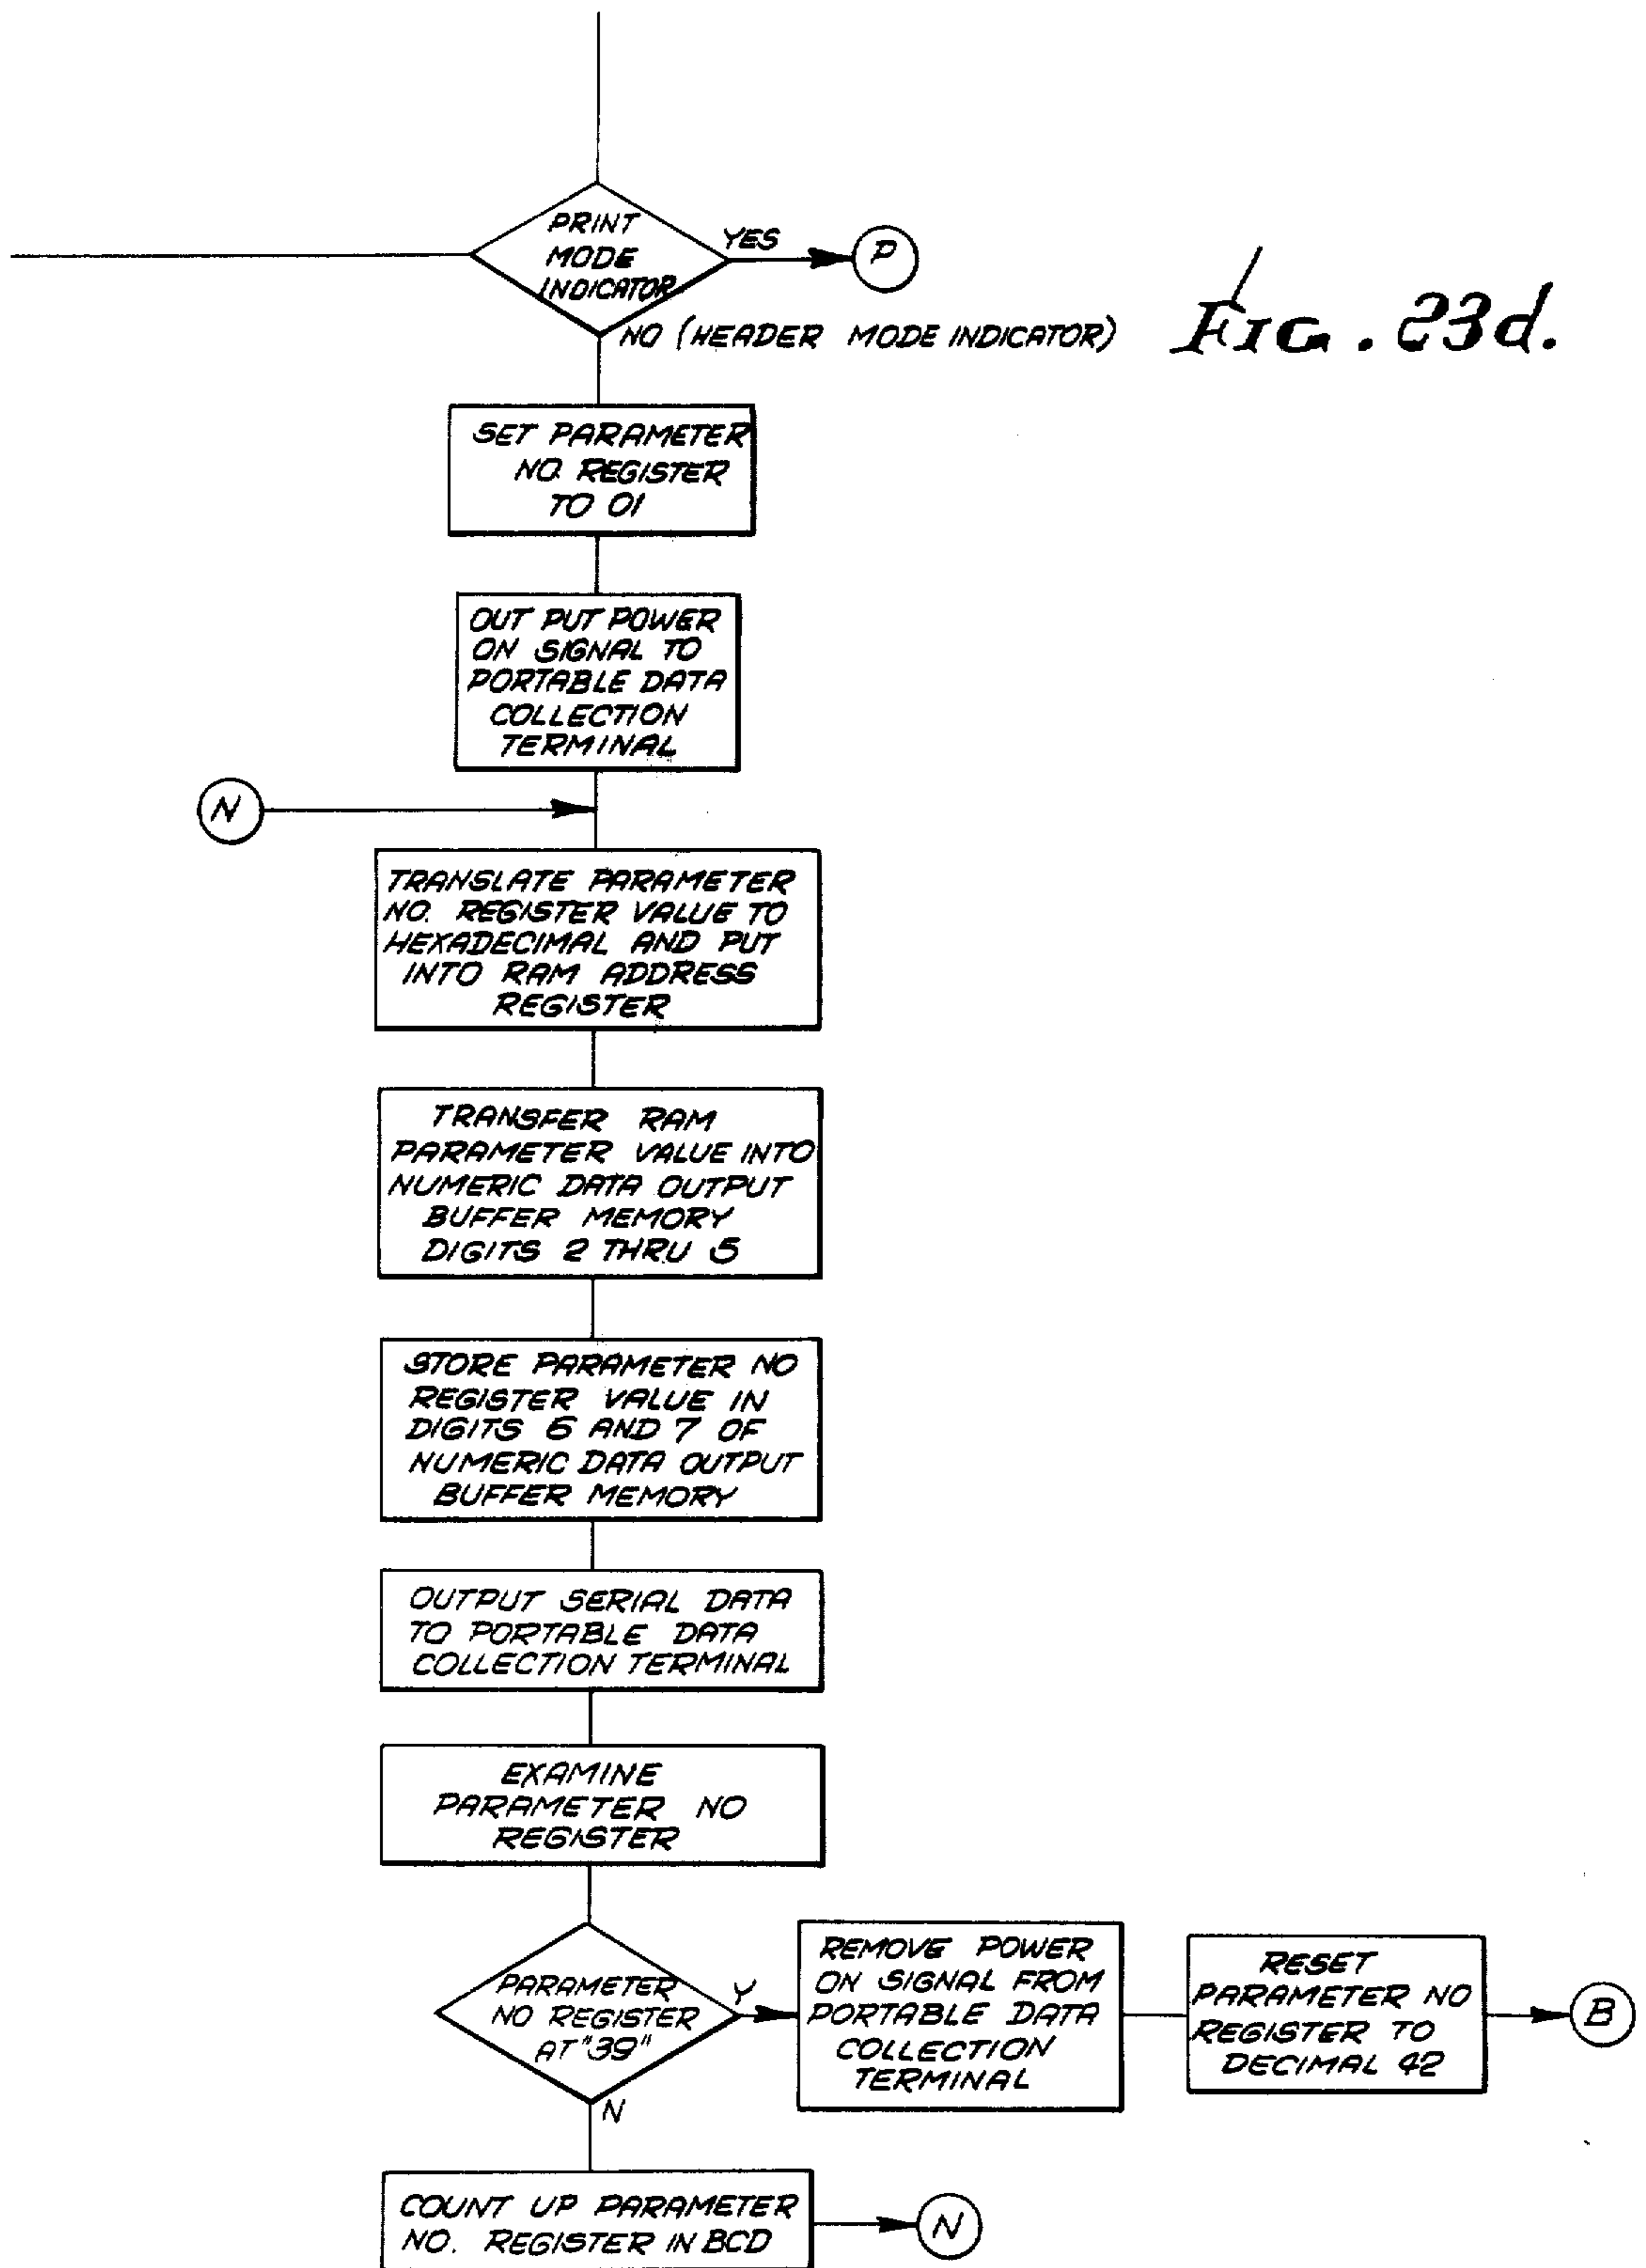 PRINT
MODE
INDICATOR
YES
P
NO (HEADER MODE INDICATOR)
FIG. 23d.
SET PARAMETER
NO. REGISTER
TO 01
OUT PUT POWER
ON SIGNAL TO
PORTABLE DATA
COLLECTION
TERMINAL
N
TRANSLATE PARAMETER
NO. REGISTER VALUE TO
HEXADECIMAL AND PUT
INTO RAM ADDRESS
REGISTER
TRANSFER RAM
PARAMETER VALUE INTO
NUMERIC DATA OUTPUT
BUFFER MEMORY
DIGITS 2 THRU 5
STORE PARAMETER NO
REGISTER VALUE IN
DIGITS 6 AND 7 OF
NUMERIC DATA OUTPUT
BUFFER MEMORY
OUTPUT SERIAL DATA
TO PORTABLE DATA
COLLECTION TERMINAL
EXAMINE
PARAMETER NO
REGISTER
PARAMETER
NO REGISTER
AT "39"
Y
REMOVE POWER
ON SIGNAL FROM
PORTABLE DATA
COLLECTION
TERMINAL
RESET
PARAMETER NO
REGISTER TO
DECIMAL 42
B
N
COUNT UP PARAMETER
NO. REGISTER IN BCD
N